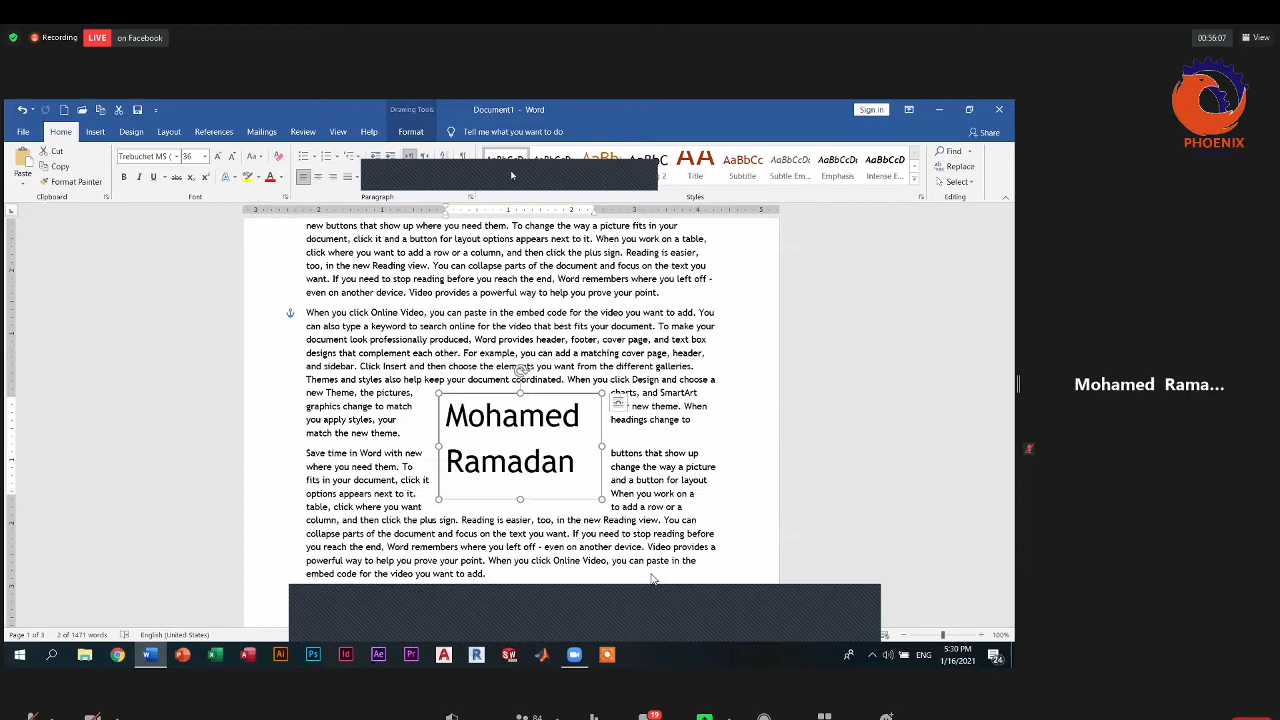 Recording
LIVE
on Facebook
00:56:07
View
PHOENIX
Drawing Tools
Document1 - Word
Sign in
File
Home
Insert
Design
Layout
References
Mailings
Review
View
Help
Format
Tell me what you want to do
Share
Paste
Cut
Copy
Format Painter
Clipboard
Trebuchet MS (
36
Font
Paragraph
Title
AaBbCc
Subtitle
AaBbCcDc
Subtle Em...
AaBbCcDt
Emphasis
AaBbCcDt
Intense E...
Styles
Find
Replace
Select
Editing
new buttons that show up where you need them. To change the way a picture fits in your
document, click it and a button for layout options appears next to it. When you work on a table,
click where you want to add a row or a column, and then click the plus sign. Reading is easier,
too, in the new Reading view. You can collapse parts of the document and focus on the text you
want. If you need to stop reading before you reach the end, Word remembers where you left off -
even on another device. Video provides a powerful way to help you prove your point.
When you click Online Video, you can paste in the embed code for the video you want to add. You
can also type a keyword to search online for the video that best fits your document. To make your
document look professionally produced, Word provides header, footer, cover page, and text box
designs that complement each other. For example, you can add a matching cover page, header,
and sidebar. Click Insert and then choose the elements you want from the different galleries.
Themes and styles also help keep your document coordinated. When you click Design and choose a
new Theme, the pictures, charts, and SmartArt
graphics change to match new theme. When
you apply styles, your headings change to
match the new theme.
Mohamed
Ramadan
Save time in Word with new buttons that show up
where you need them. To change the way a picture
fits in your document, click it and a button for layout
options appears next to it. When you work on a
table, click where you want to add a row or a
column, and then click the plus sign. Reading is easier, too, in the new Reading view. You can
collapse parts of the document and focus on the text you want. If you need to stop reading before
you reach the end, Word remembers where you left off - even on another device. Video provides a
powerful way to help you prove your point. When you click Online Video, you can paste in the
embed code for the video you want to add.
Mohamed Rama...
Page 1 of 3
2 of 1471 words
English (United States)
100%
ENG
5:30 PM
1/16/2021
24
84
19